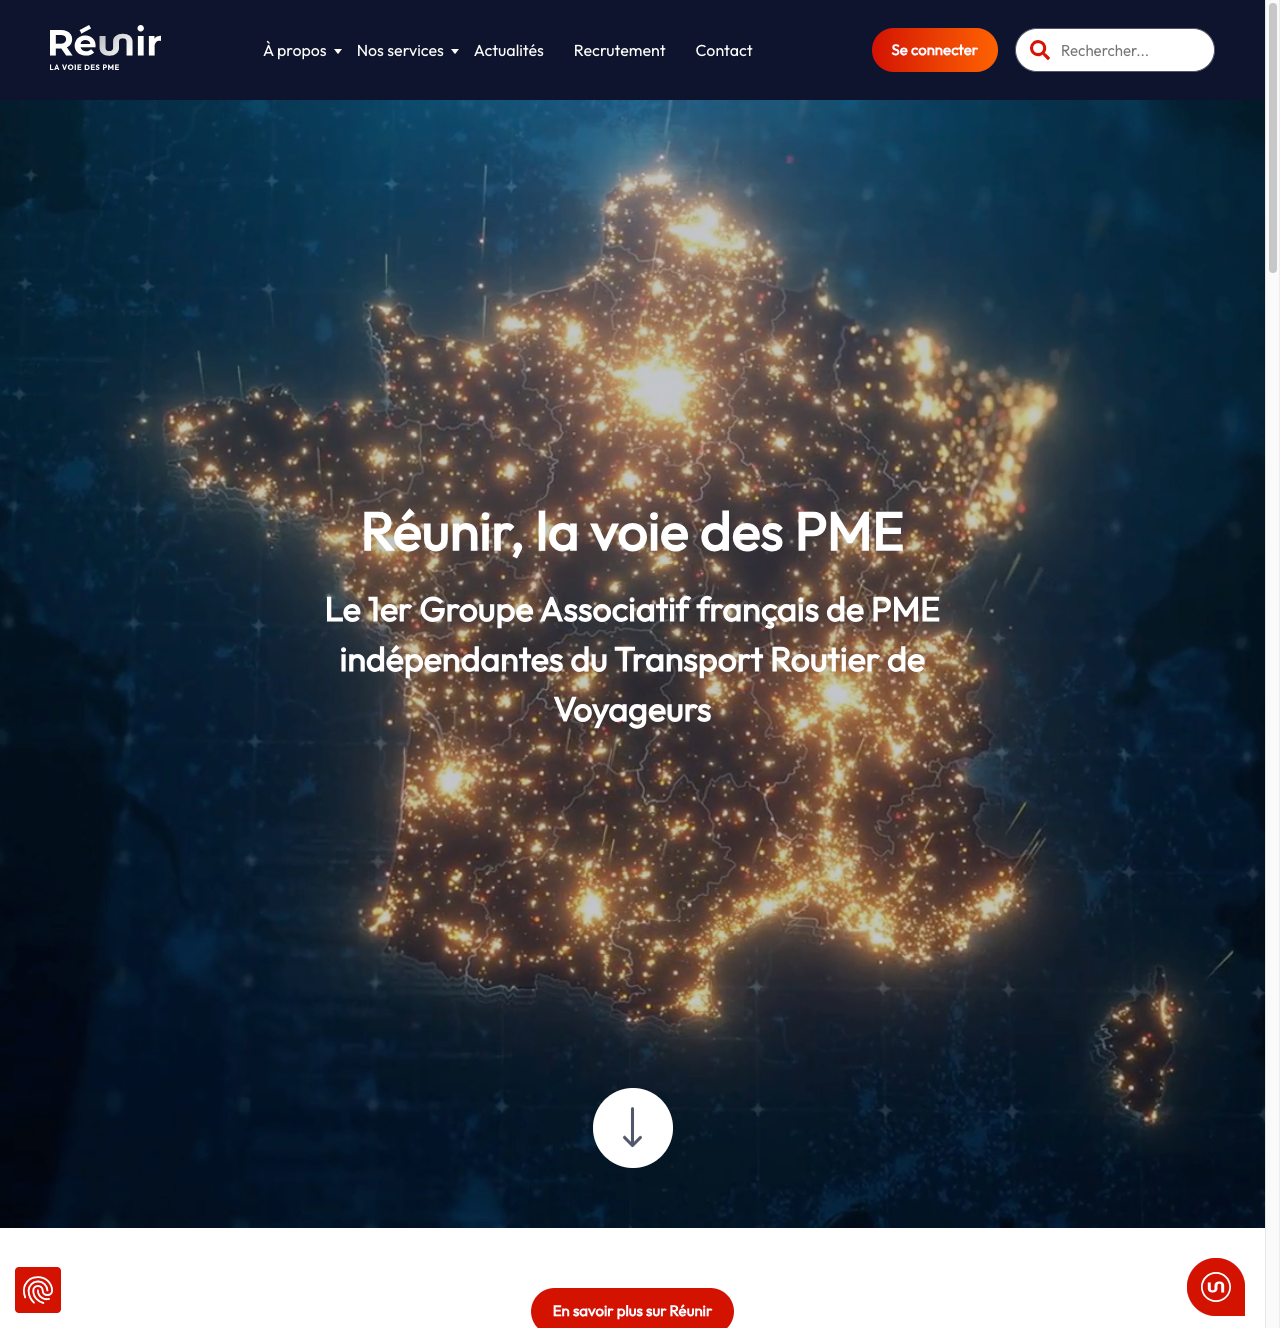 Réunir
LA VOIE DES PME
À propos
Nos services
Actualités
Recrutement
Contact
Se connecter
Rechercher...
Réunir, la voie des PME
Le 1er Groupe Associatif français de PME
indépendantes du Transport Routier de
Voyageurs
En savoir plus sur Réunir